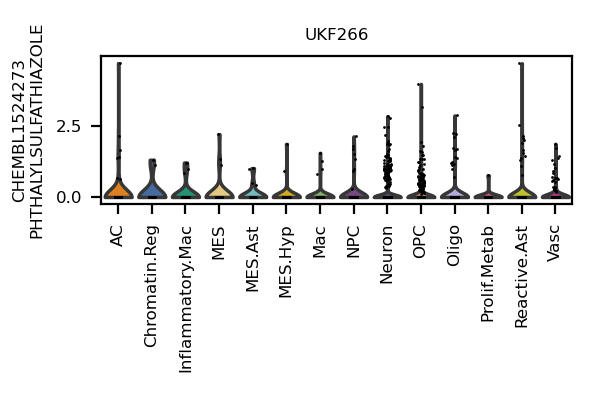 UKF266
CHEMBL1524273
PHTHALYLSULFATHIAZOLE
2.5
0.0
AC
Chromatin.Reg
Inflammatory.Mac
MES
MES.Ast
MES.Hyp
Mac
NPC
Neuron
OPC
Oligo
Prolif.Metab
Reactive.Ast
Vasc